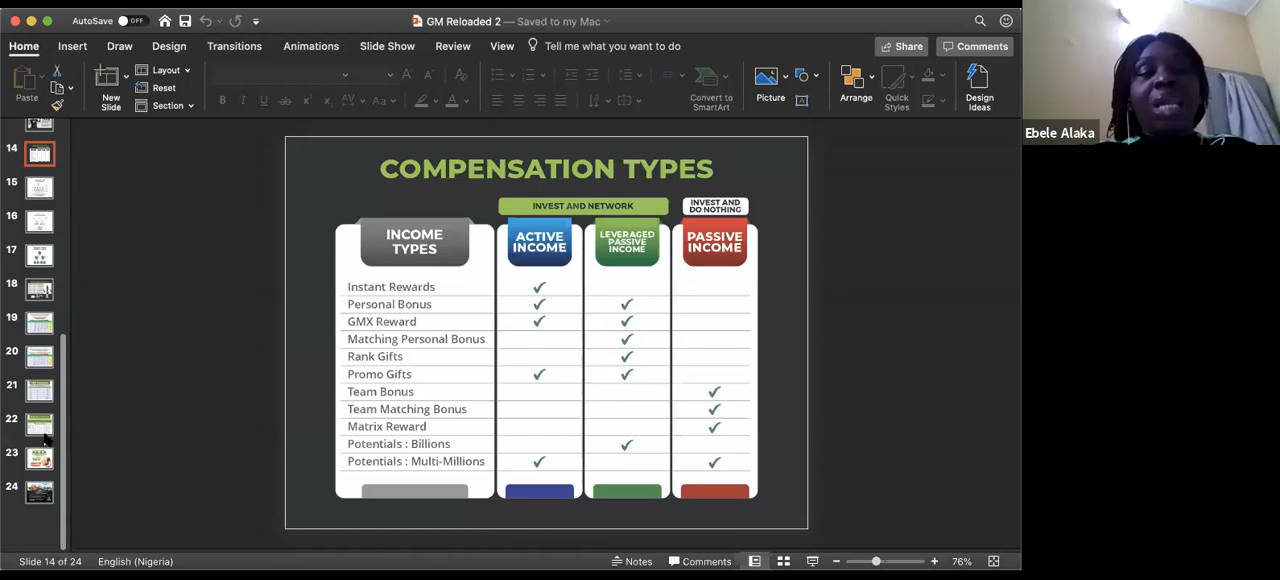 AutoSave OFF
GM Reloaded 2 — Saved to my Mac
Home Insert Draw Design Transitions Animations Slide Show Review View Tell me what you want to do Share Comments
Paste
New Slide
Layout
Reset
Section
Convert to SmartArt
Picture
Arrange
Quick Styles
Design Ideas
14
15
16
17
18
19
20
21
22
23
24
COMPENSATION TYPES
INVEST AND NETWORK
INVEST AND DO NOTHING
INCOME TYPES
ACTIVE INCOME
LEVERAGED PASSIVE INCOME
PASSIVE INCOME
Instant Rewards
Personal Bonus
GMX Reward
Matching Personal Bonus
Rank Gifts
Promo Gifts
Team Bonus
Team Matching Bonus
Matrix Reward
Potentials : Billions
Potentials : Multi-Millions
Slide 14 of 24 English (Nigeria) Notes Comments 76%
Ebele Alaka